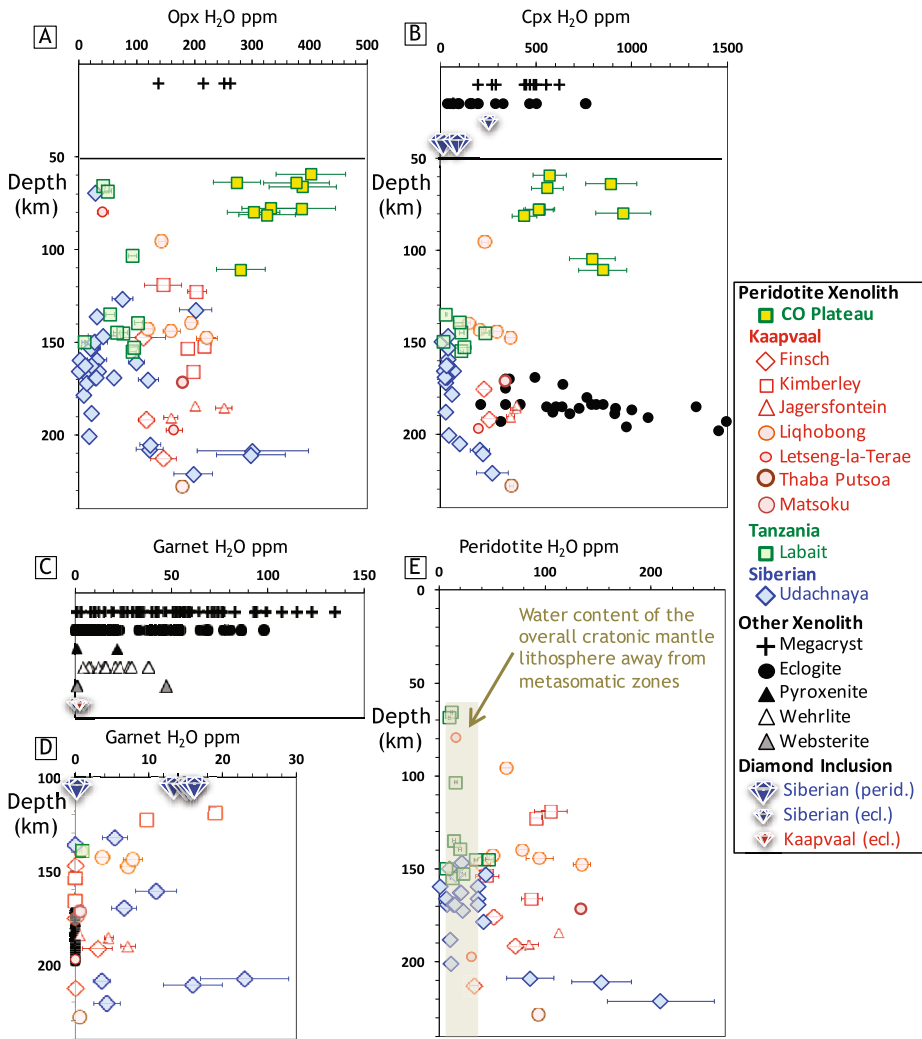 A
Opx H₂O ppm
0 100 200 300 400 500
50
Depth
(km)
100
150
200
B
Cpx H₂O ppm
0 500 1000 1500
50
Depth
(km)
100
150
200
C
Garnet H₂O ppm
0 50 100 150
D
Garnet H₂O ppm
0 10 20 30
100
Depth
(km)
150
200
E
Peridotite H₂O ppm
0 100 200
0
50
Depth
(km)
100
150
200
Water content of the
overall cratonic mantle
lithosphere away from
metasomatic zones
Peridotite Xenolith
CO Plateau
Kaapvaal
Finsch
Kimberley
Jagersfontein
Liqhobong
Letseng-la-Terae
Thaba Putsoa
Matsoku
Tanzania
Labait
Siberian
Udachnaya
Other Xenolith
Megacryst
Eclogite
Pyroxenite
Wehrlite
Websterite
Diamond Inclusion
Siberian (perid.)
Siberian (ecl.)
Kaapvaal (ecl.)